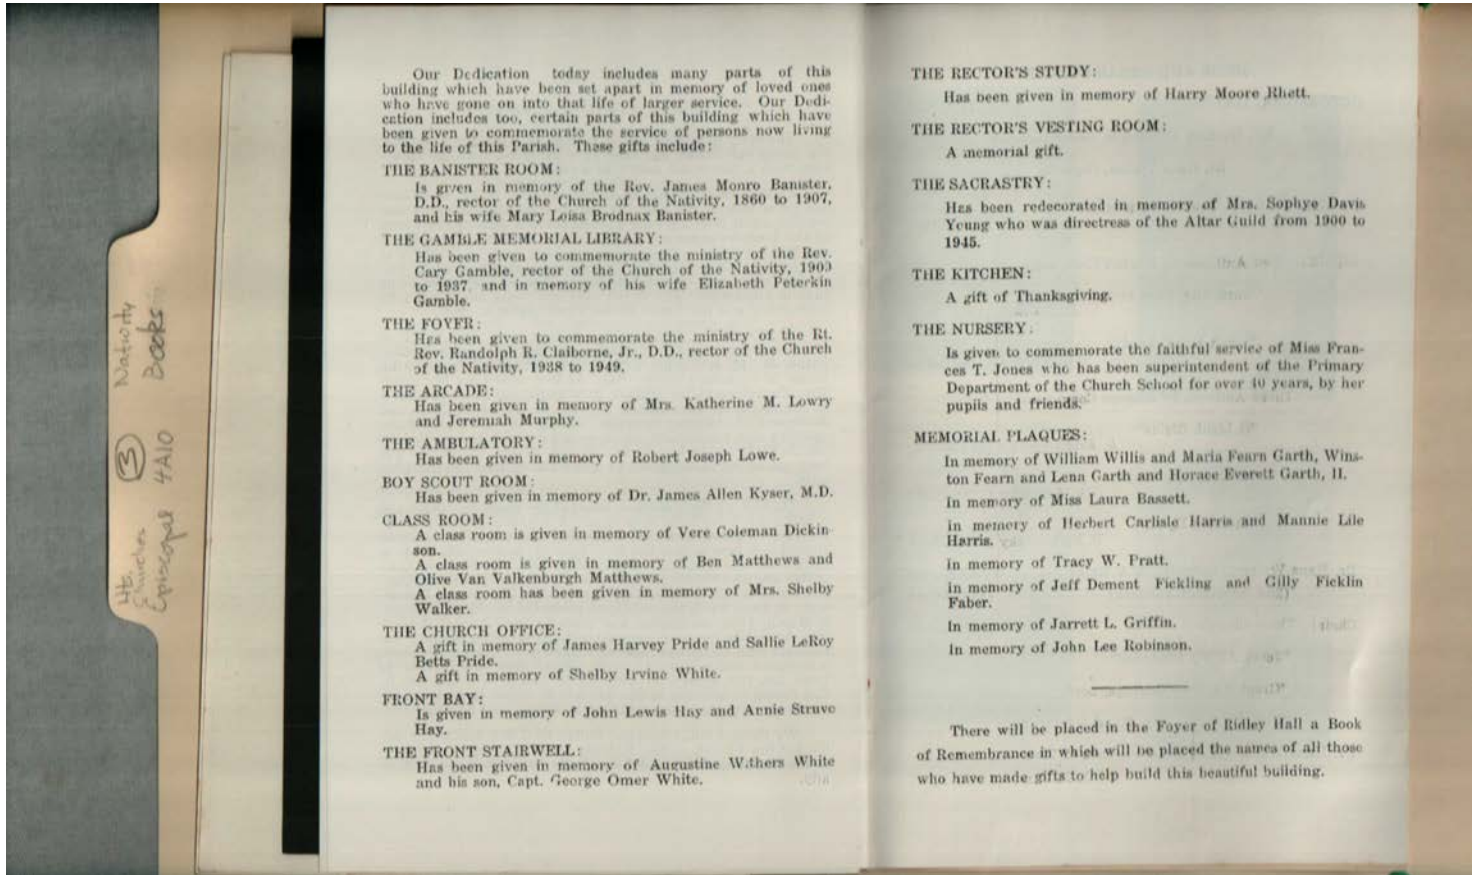 Our Dedication today includes many parts of this
building which have been set apart in memory of loved ones
who have gone on into that life of larger service. Our Dedi-
cation includes too, certain parts of this building which have
been given to commemorate the service of persons now living
to the life of this Parish. These gifts include:
THE BANISTER ROOM:
Is given in memory of the Rev. James Monro Banister,
D.D., rector of the Church of the Nativity, 1860 to 1907,
and his wife Mary Loisa Brodnax Banister.
THE GAMBLE MEMORIAL LIBRARY:
Has been given to commemorate the ministry of the Rev.
Cary Gamble, rector of the Church of the Nativity, 1903
to 1937 and in memory of his wife Elizabeth Peterkin
Gamble.
THE FOYER:
Has been given to commemorate the ministry of the Rt.
Rev. Randolph R. Claiborne, Jr., D.D., rector of the Church
of the Nativity, 1938 to 1949.
THE ARCADE:
Has been given in memory of Mrs. Katherine M. Lowry
and Jeremiah Murphy.
THE AMBULATORY:
Has been given in memory of Robert Joseph Lowe.
BOY SCOUT ROOM:
Has been given in memory of Dr. James Allen Kyser, M.D.
CLASS ROOM:
A class room is given in memory of Vere Coleman Dickin-
son.
A class room is given in memory of Ben Matthews and
Olive Van Valkenburgh Matthews.
A class room has been given in memory of Mrs. Shelby
Walker.
THE CHURCH OFFICE:
A gift in memory of James Harvey Pride and Sallie LeRoy
Betts Pride.
A gift in memory of Shelby Irvine White.
FRONT BAY:
Is given in memory of John Lewis Hay and Annie Struve
Hay.
THE FRONT STAIRWELL:
Has been given in memory of Augustine Withers White
and his son, Capt. George Omer White.
THE RECTOR'S STUDY:
Has been given in memory of Harry Moore Rhett.
THE RECTOR'S VESTING ROOM:
A memorial gift.
THE SACRASTRY:
Has been redecorated in memory of Mrs. Sophye Davis
Young who was directress of the Altar Guild from 1900 to
1945.
THE KITCHEN:
A gift of Thanksgiving.
THE NURSERY:
Is given to commemorate the faithful service of Miss Fran-
ces T. Jones who has been superintendent of the Primary
Department of the Church School for over 40 years, by her
pupils and friends.
MEMORIAL PLAQUES:
In memory of William Willis and Maria Fearn Garth, Wins-
ton Fearn and Lena Garth and Horace Everett Garth, II.
In memory of Miss Laura Bassett.
in memory of Herbert Carlisle Harris and Mannie Lile
Harris.
in memory of Tracy W. Pratt.
in memory of Jeff Dement Fickling and Gilly Ficklin
Faber.
In memory of Jarrett L. Griffin.
In memory of John Lee Robinson.
There will be placed in the Foyer of Ridley Hall a Book
of Remembrance in which will be placed the names of all those
who have made gifts to help build this beautiful building.
Hts.
Churches
Episcopal 4A10
3
Nativity
Books